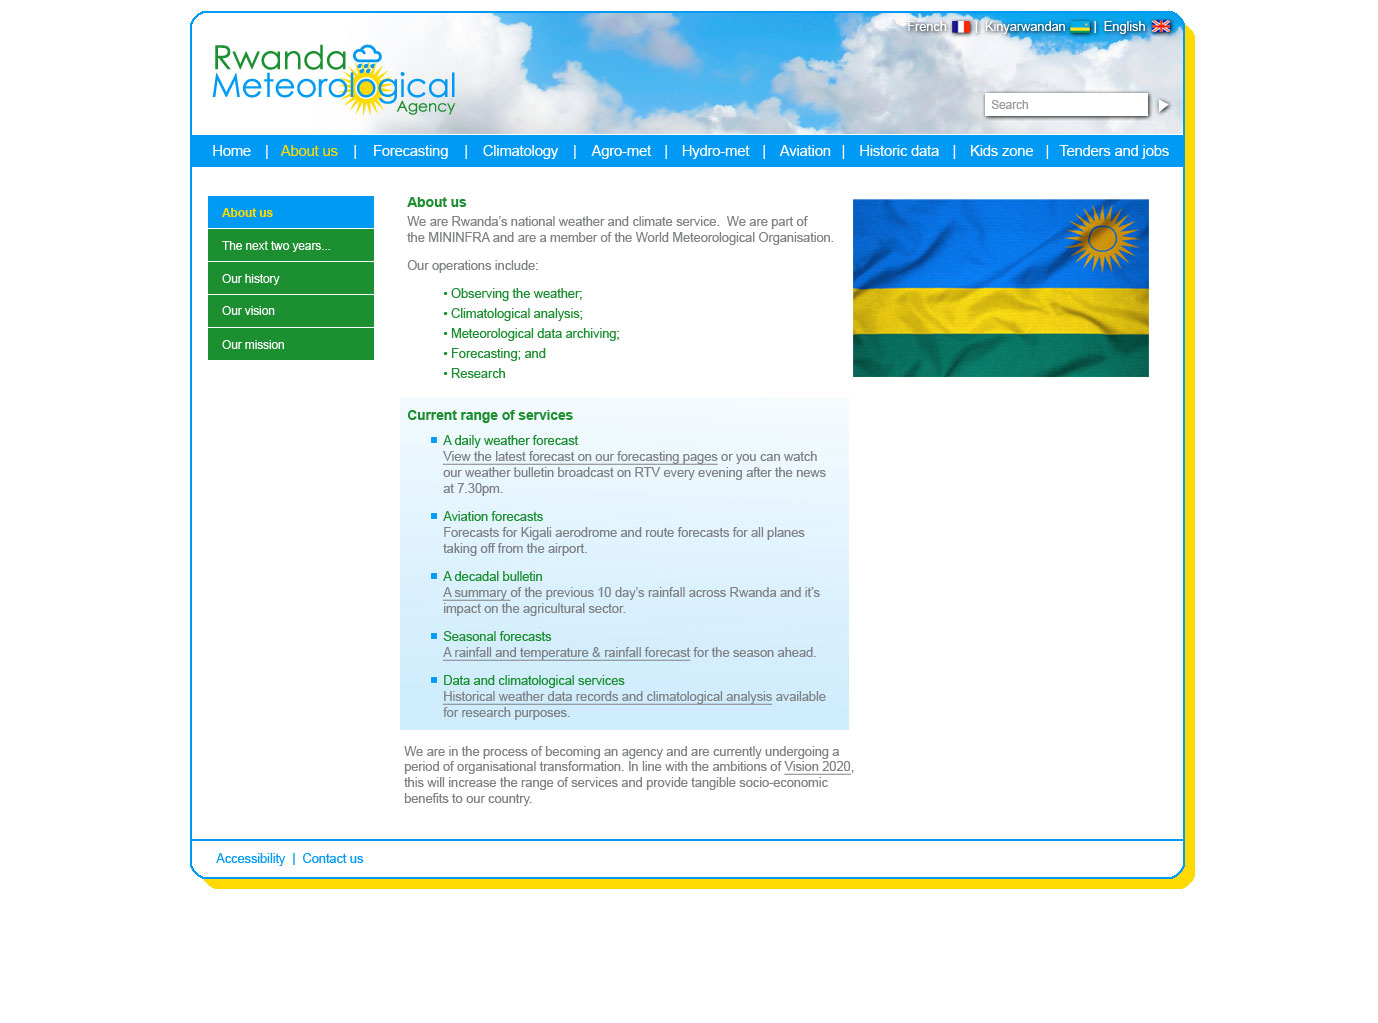 French | Kinyarwandan | English
Rwanda
Meteorological
Agency
Search
Home | About us | Forecasting | Climatology | Agro-met | Hydro-met | Aviation | Historic data | Kids zone | Tenders and jobs
About us
The next two years...
Our history
Our vision
Our mission
About us
We are Rwanda’s national weather and climate service. We are part of
the MININFRA and are a member of the World Meteorological Organisation.
Our operations include:
• Observing the weather;
• Climatological analysis;
• Meteorological data archiving;
• Forecasting; and
• Research
Current range of services
A daily weather forecast
View the latest forecast on our forecasting pages or you can watch
our weather bulletin broadcast on RTV every evening after the news
at 7.30pm.
Aviation forecasts
Forecasts for Kigali aerodrome and route forecasts for all planes
taking off from the airport.
A decadal bulletin
A summary of the previous 10 day’s rainfall across Rwanda and it’s
impact on the agricultural sector.
Seasonal forecasts
A rainfall and temperature & rainfall forecast for the season ahead.
Data and climatological services
Historical weather data records and climatological analysis available
for research purposes.
We are in the process of becoming an agency and are currently undergoing a
period of organisational transformation. In line with the ambitions of Vision 2020,
this will increase the range of services and provide tangible socio-economic
benefits to our country.
Accessibility | Contact us